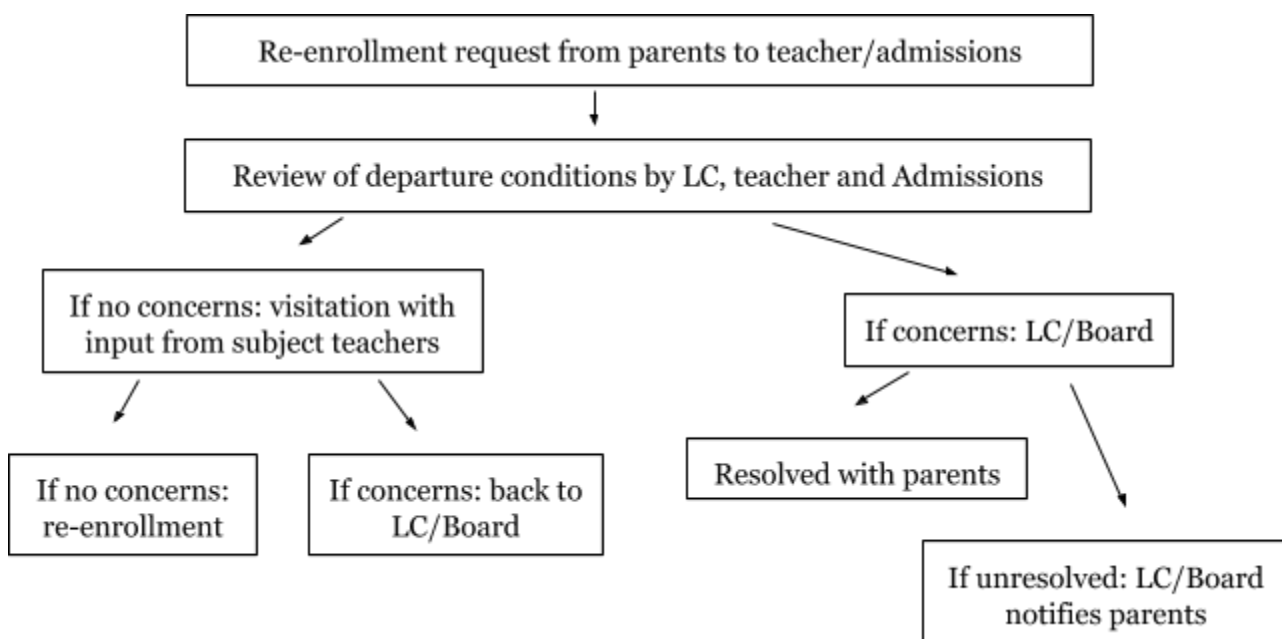 Re-enrollment request from parents to teacher/admissions
Review of departure conditions by LC, teacher and Admissions
If no concerns: visitation with
input from subject teachers
If concerns: LC/Board
If no concerns:
re-enrollment
If concerns: back to
LC/Board
Resolved with parents
If unresolved: LC/Board
notifies parents